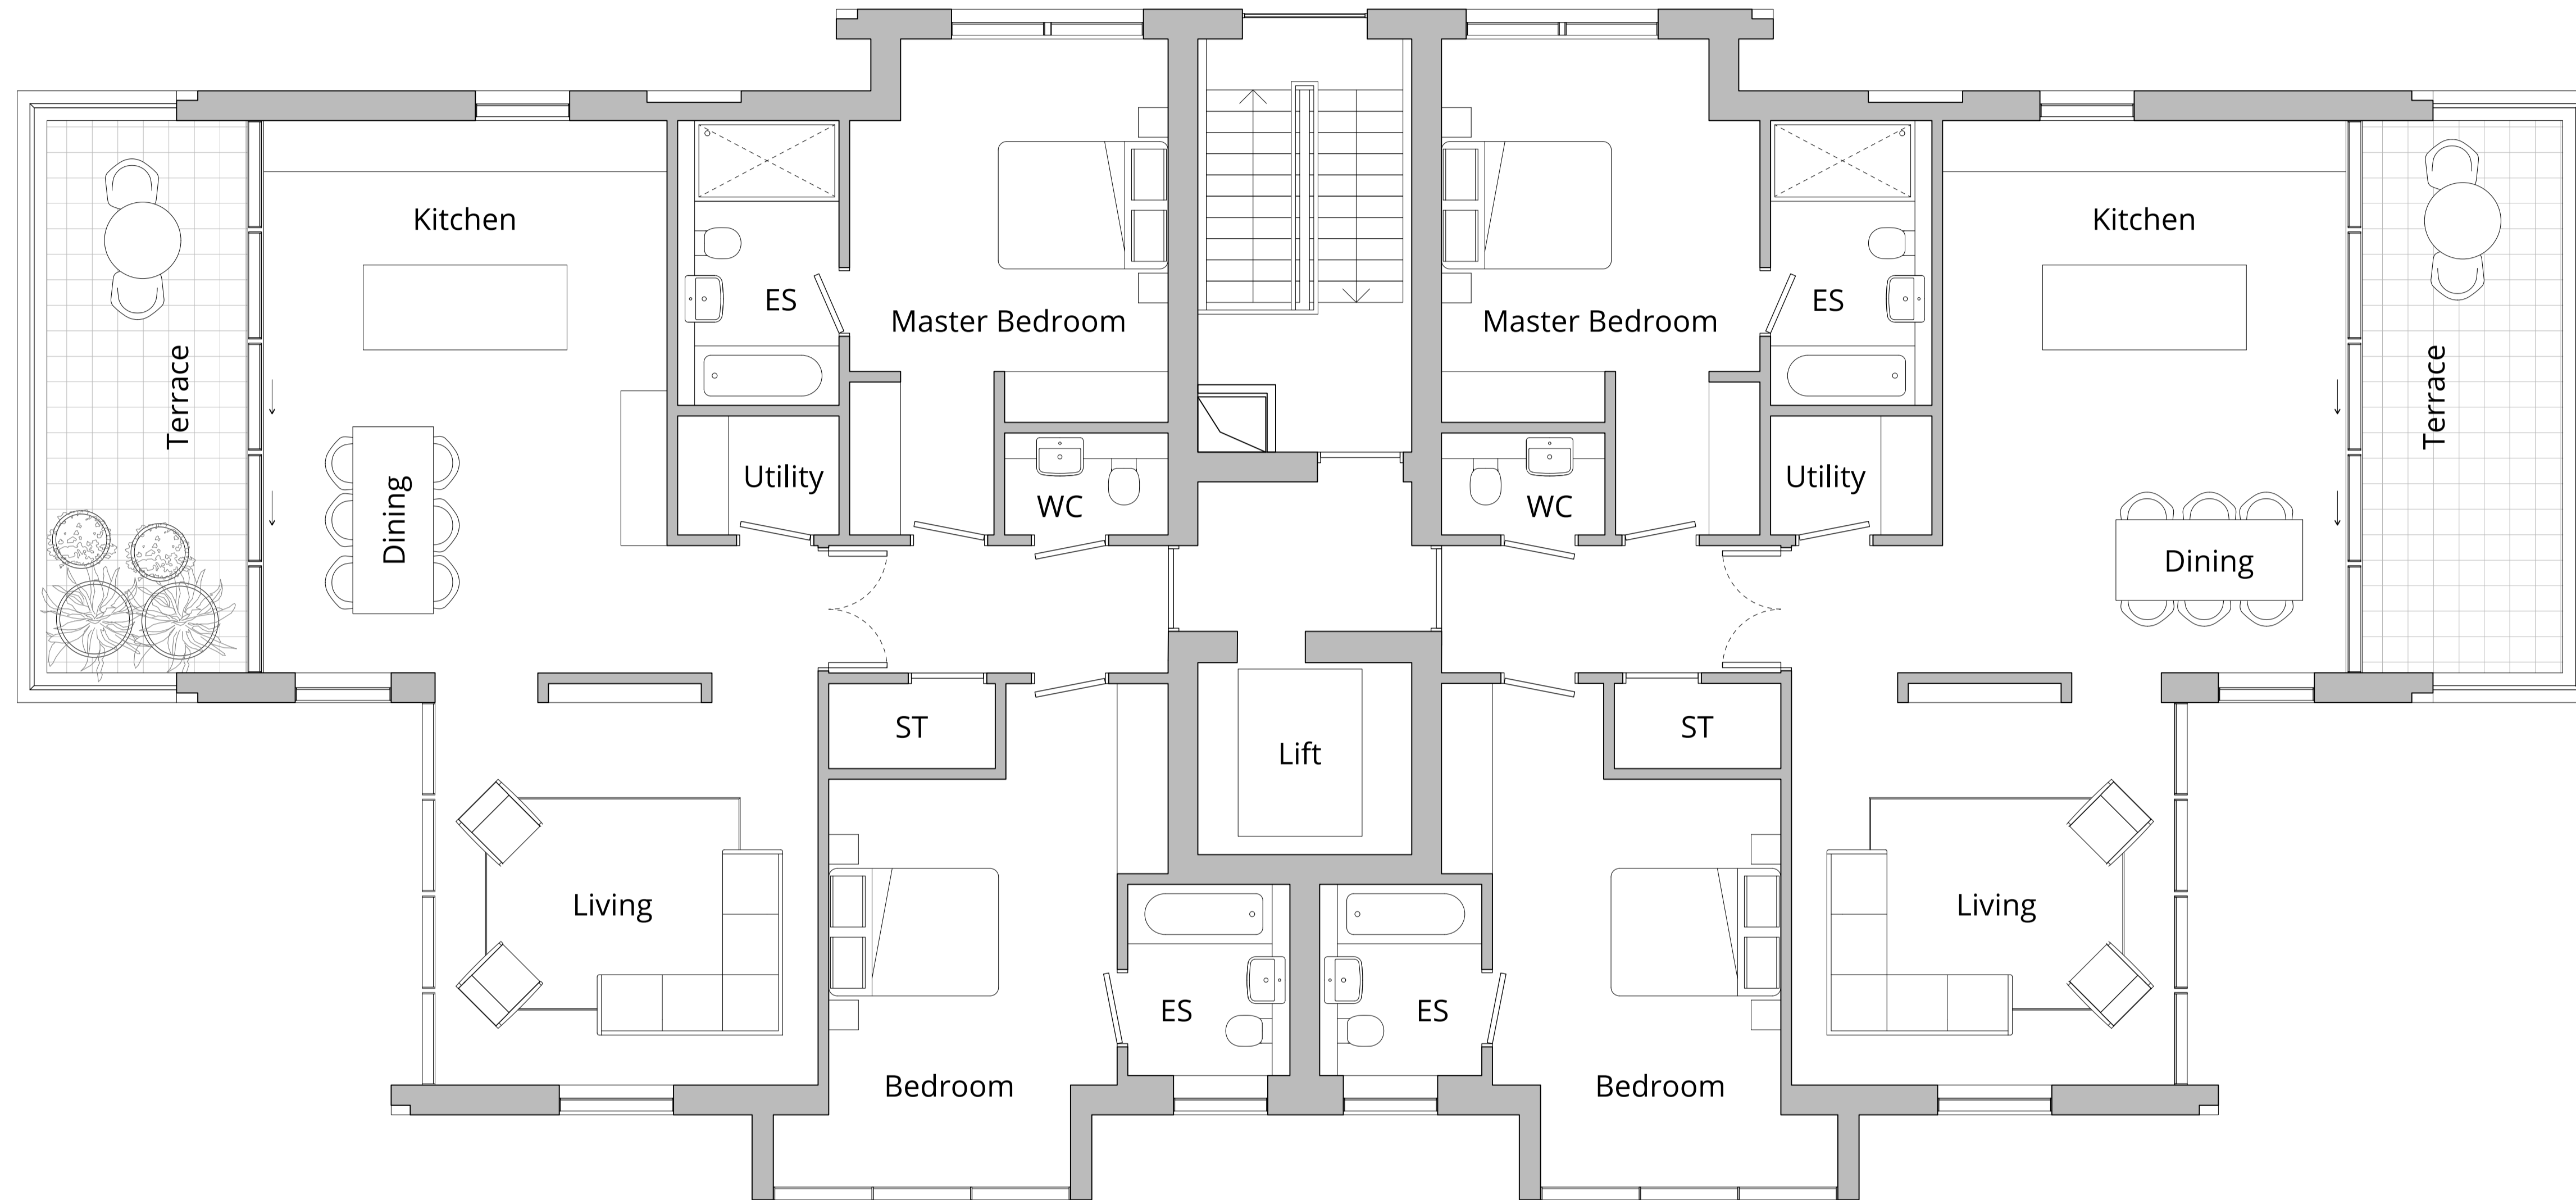 Kitchen
Kitchen
ES
ES
Master Bedroom
Master Bedroom
Terrace
Terrace
Utility
Utility
WC
WC
Dining
Dining
ST
ST
Lift
Living
Living
ES
ES
Bedroom
Bedroom